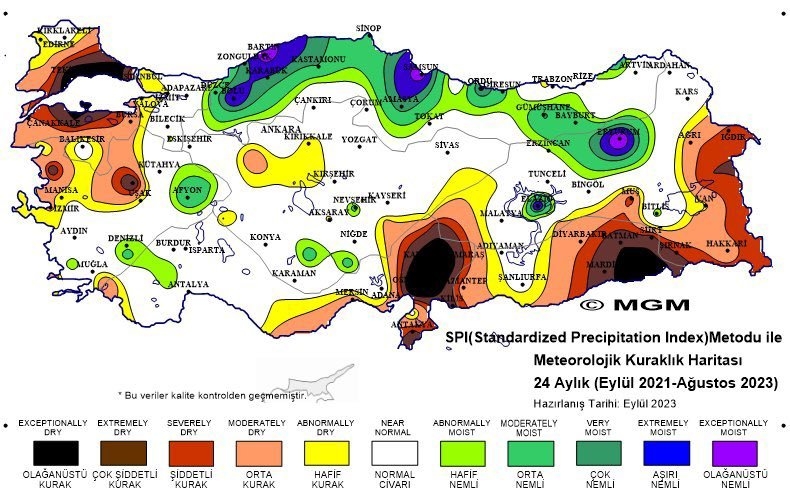 SİNOP
KIRKLARELİ
EDİRNE
BARTIN
ZONGULDAK
KASTAMONU
KARABÜK
SAMSUN
ARTVİN
ARDAHAN
RİZE
TRABZON
ORDU
GİRESUN
İSTANBUL
ADAPAZARI
DÜZCE
BOLU
YALOVA
İZMİT
KARS
ÇANKIRI
ÇORUM
AMASYA
TOKAT
GÜMÜŞHANE
BAYBURT
ÇANAKKALE
BURSA
BİLECİK
ANKARA
KIRIKKALE
BALIKESİR
ESKİŞEHİR
YOZGAT
SİVAS
ERZİNCAN
ERZURUM
AĞRI
IĞDIR
KÜTAHYA
KIRŞEHİR
TUNCELİ
MANİSA
UŞAK
AFYON
NEVŞEHİR
KAYSERİ
ELAZIĞ
BİNGÖL
MUŞ
BİTLİS
VAN
İZMİR
AKSARAY
MALATYA
AYDIN
DENİZLİ
BURDUR
ISPARTA
KONYA
NİĞDE
ADIYAMAN
DİYARBAKIR
BATMAN
SİİRT
ŞIRNAK
HAKKARİ
MARAŞ
MUĞLA
ANTALYA
KARAMAN
MERSİN
ADANA
GAZİANTEP
ŞANLIURFA
MARDİN
KİLİS
ANTAKYA
© MGM
SPI(Standardized Precipitation Index)Metodu ile
Meteorolojik Kuraklık Haritası
24 Aylık (Eylül 2021-Ağustos 2023)
Hazırlanış Tarihi: Eylül 2023
* Bu veriler kalite kontrolden geçmemiştir.
EXCEPTIONALLY DRY
EXTREMELY DRY
SEVERELY DRY
MODERATELY DRY
ABNORMALLY DRY
NEAR NORMAL
ABNORMALLY MOIST
MODERATELY MOIST
VERY MOIST
EXTREMELY MOIST
EXCEPTIONALLY MOIST
OLAĞANÜSTÜ KURAK
ÇOK ŞİDDETLİ KURAK
ŞİDDETLİ KURAK
ORTA KURAK
HAFİF KURAK
NORMAL CİVARI
HAFİF NEMLİ
ORTA NEMLİ
ÇOK NEMLİ
AŞIRI NEMLİ
OLAĞANÜSTÜ NEMLİ